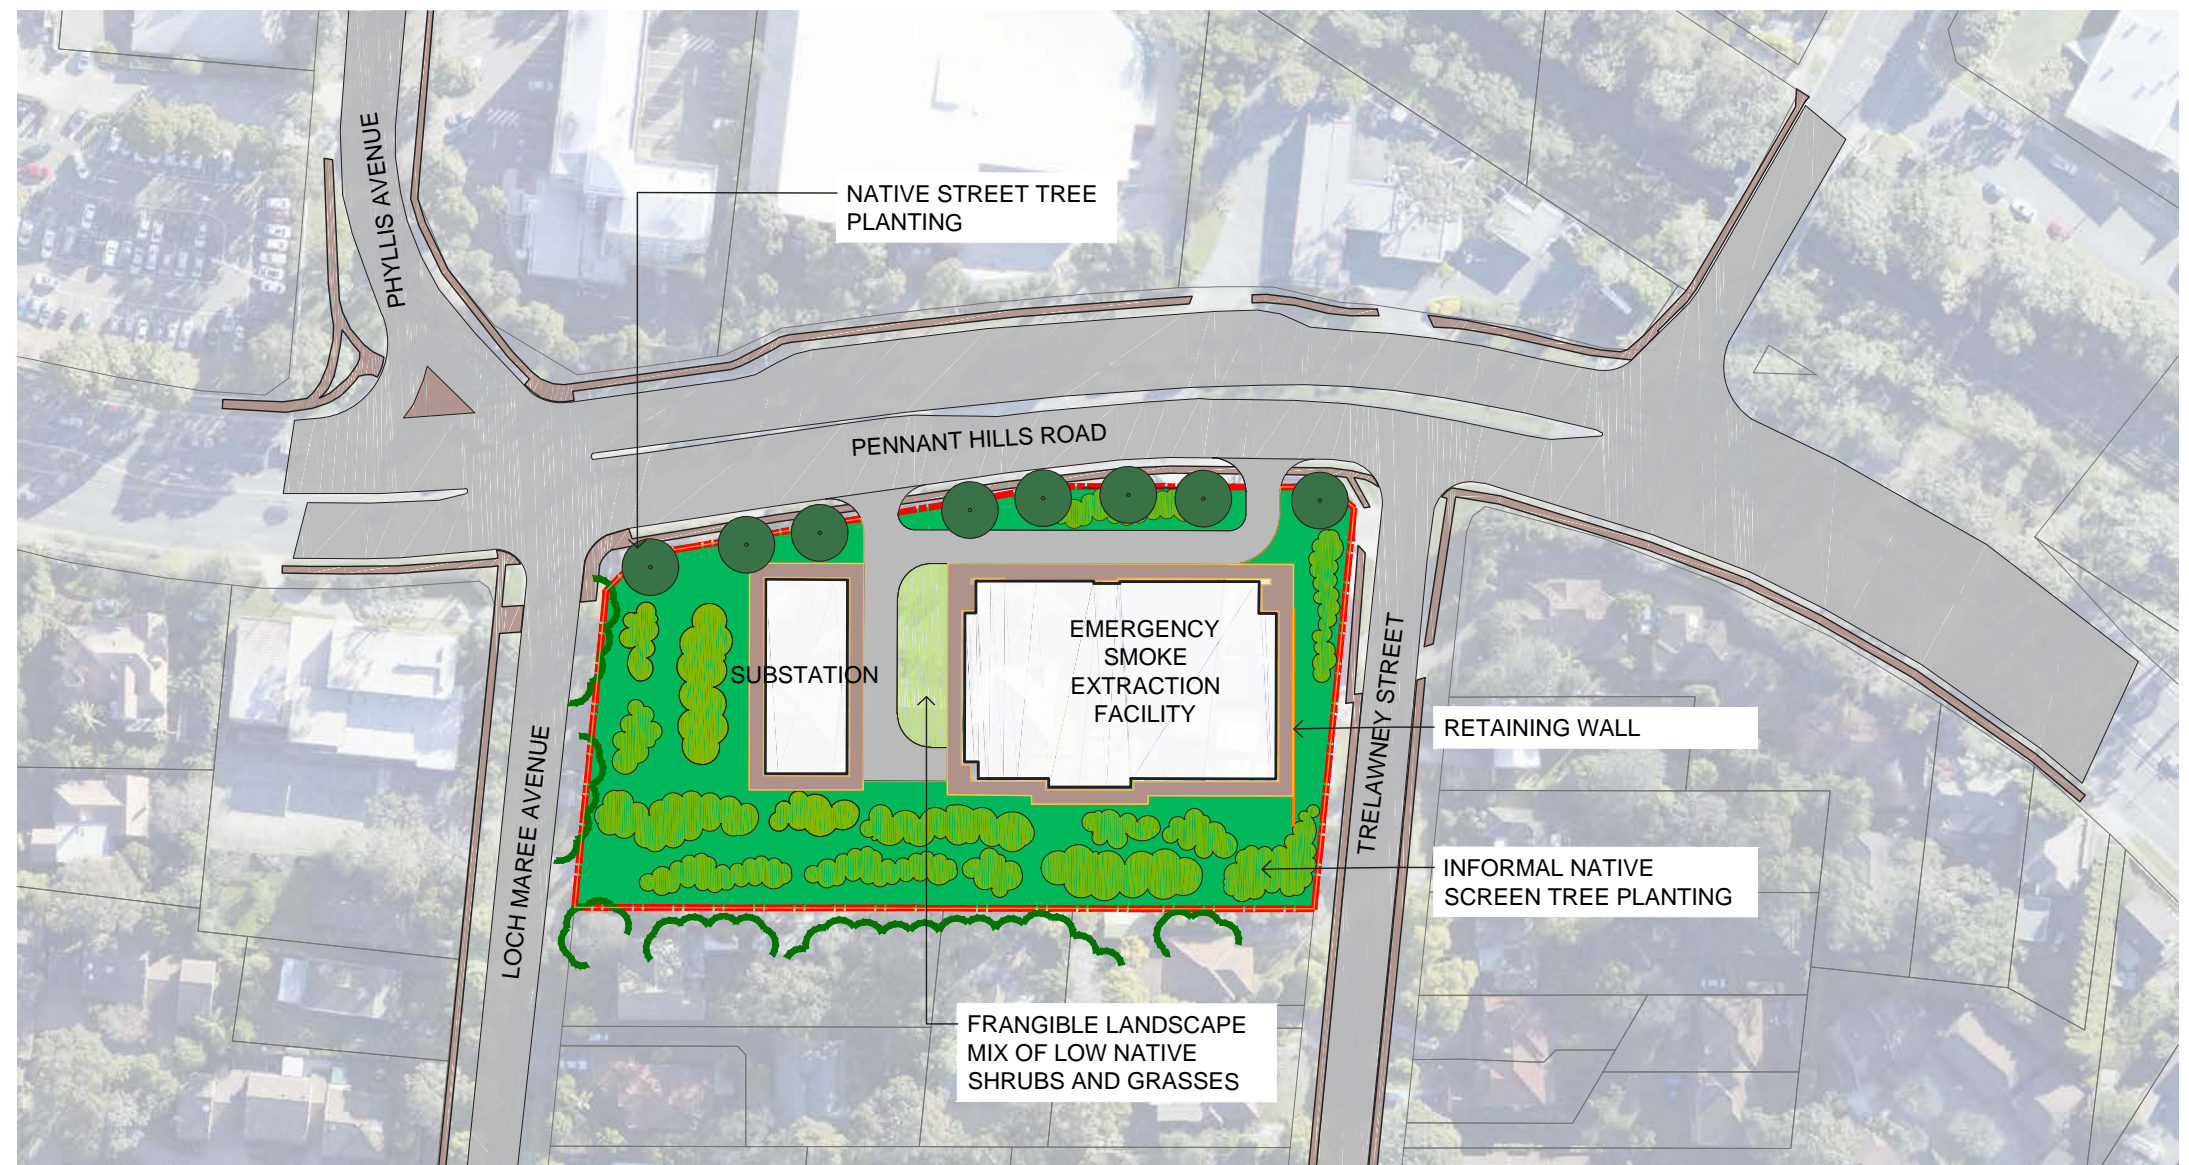 PHYLLIS AVENUE
NATIVE STREET TREE
PLANTING
PENNANT HILLS ROAD
SUBSTATION
EMERGENCY
SMOKE
EXTRACTION
FACILITY
RETAINING WALL
TRELAWNEY STREET
LOCH MAREE AVENUE
INFORMAL NATIVE
SCREEN TREE PLANTING
FRANGIBLE LANDSCAPE
MIX OF LOW NATIVE
SHRUBS AND GRASSES